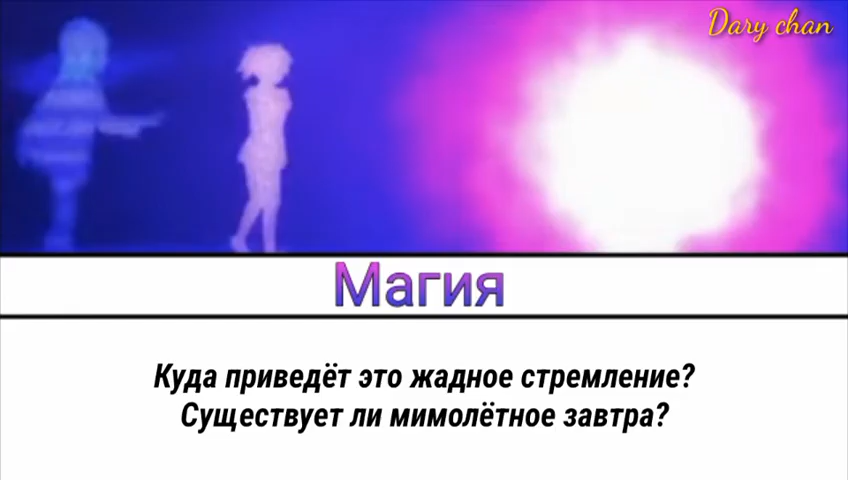 Dary chan
Магия
Куда приведёт это жадное стремление?
Существует ли мимолётное завтра?